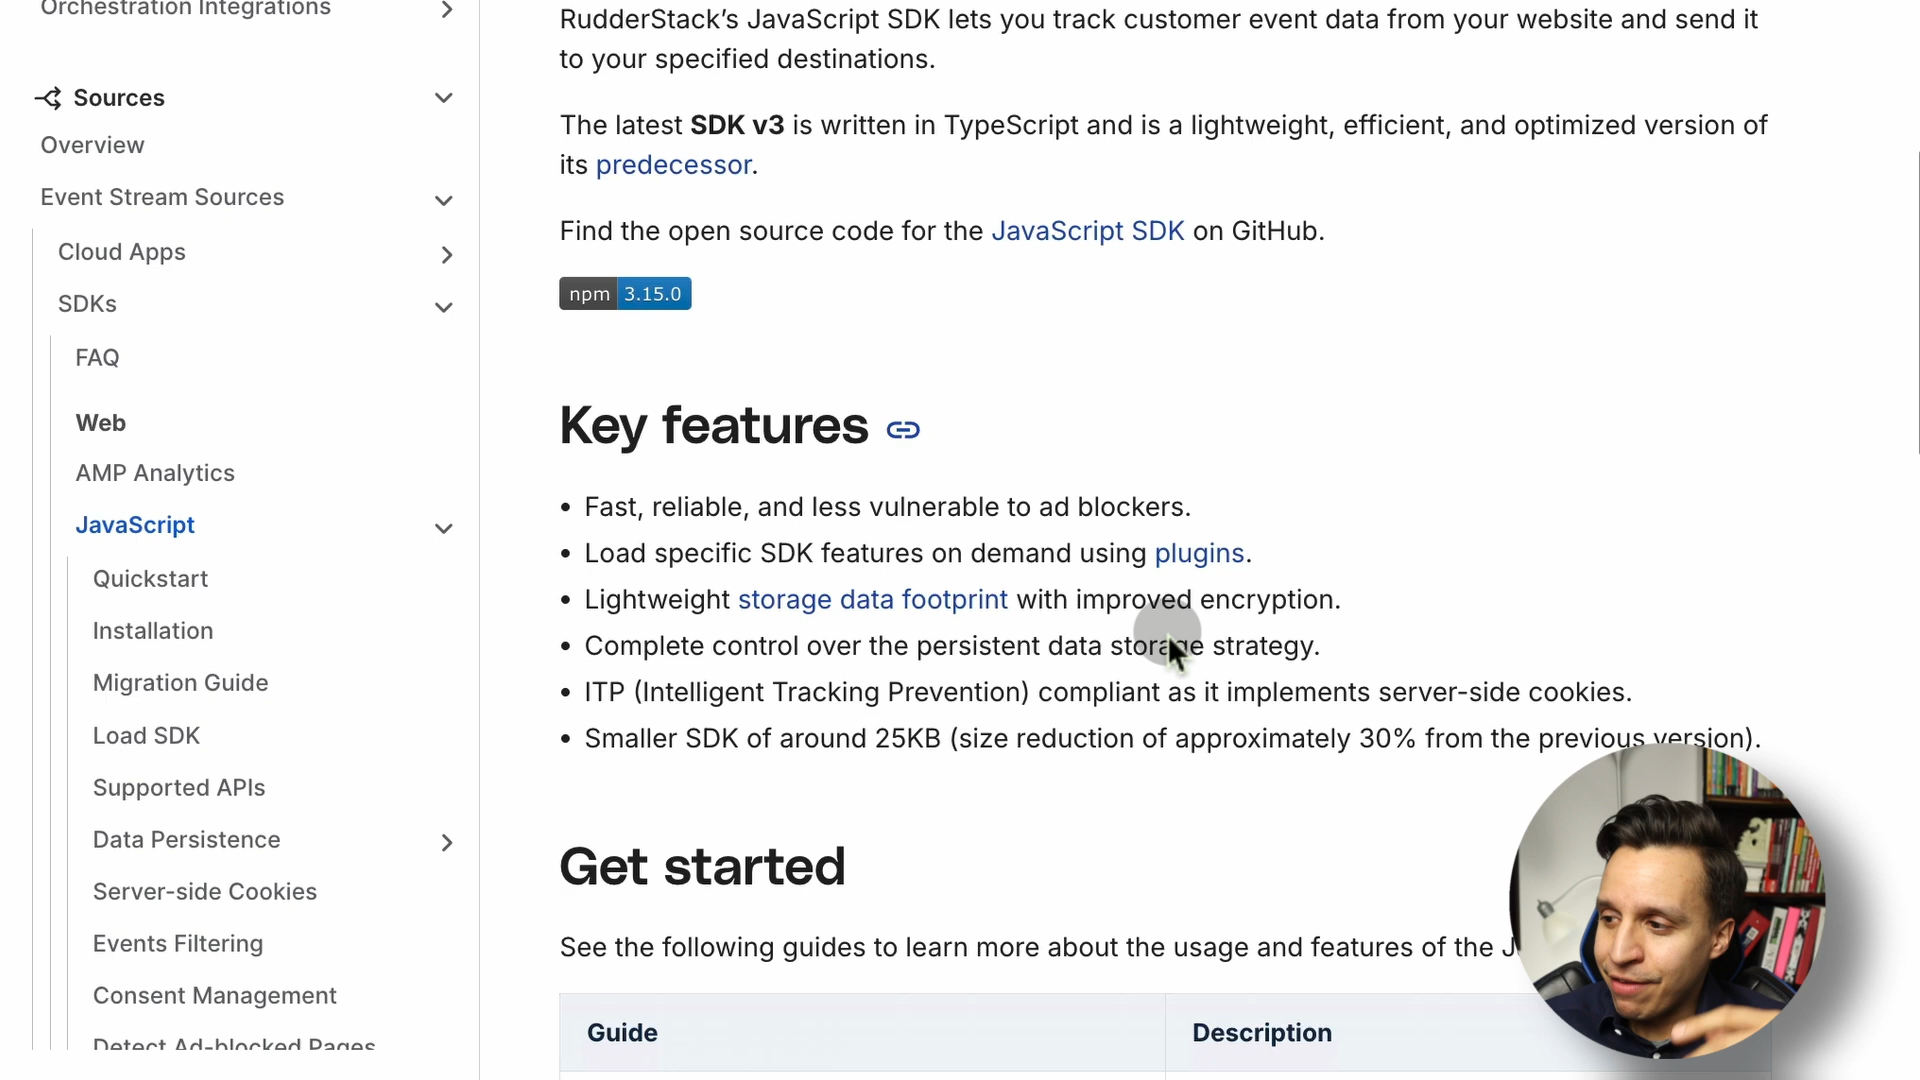 Orchestration Integrations
Sources
Overview
Event Stream Sources
Cloud Apps
SDKs
FAQ
Web
AMP Analytics
JavaScript
Quickstart
Installation
Migration Guide
Load SDK
Supported APIs
Data Persistence
Server-side Cookies
Events Filtering
Consent Management
Detect Ad-blocked Pages
RudderStack’s JavaScript SDK lets you track customer event data from your website and send it
to your specified destinations.
The latest SDK v3 is written in TypeScript and is a lightweight, efficient, and optimized version of
its predecessor.
Find the open source code for the JavaScript SDK on GitHub.
npm 3.15.0
Key features
• Fast, reliable, and less vulnerable to ad blockers.
• Load specific SDK features on demand using plugins.
• Lightweight storage data footprint with improved encryption.
• Complete control over the persistent data storage strategy.
• ITP (Intelligent Tracking Prevention) compliant as it implements server-side cookies.
• Smaller SDK of around 25KB (size reduction of approximately 30% from the previous version).
Get started
See the following guides to learn more about the usage and features of the J
Guide Description